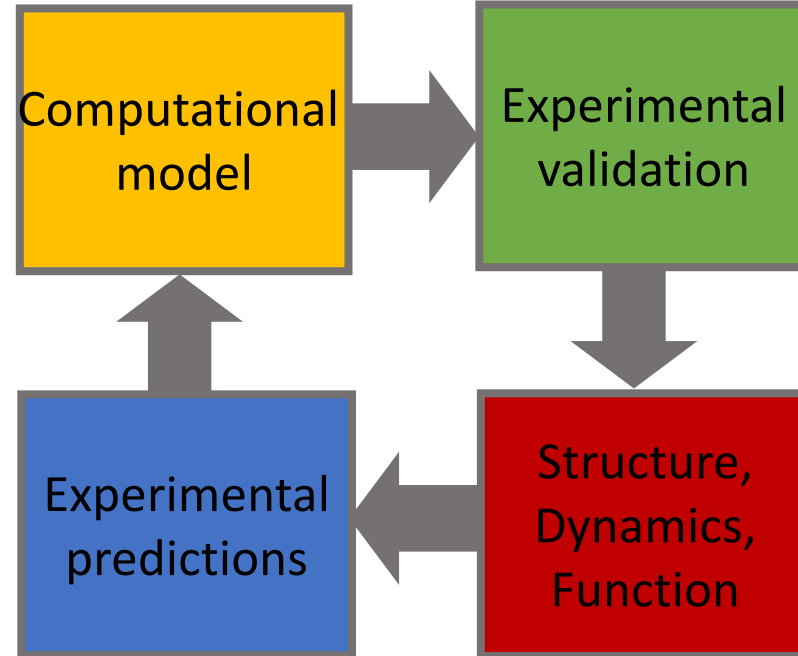 Computational
model
Experimental
validation
Experimental
predictions
Structure,
Dynamics,
Function